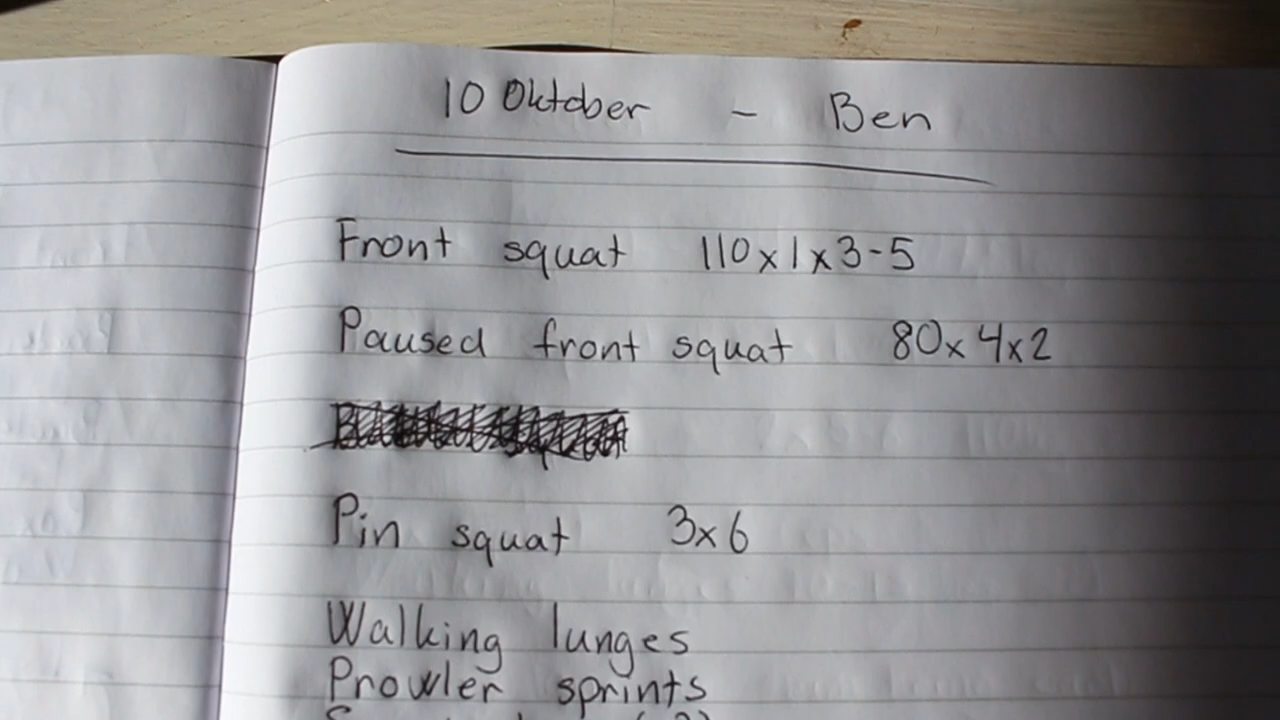 10 Oktober - Ben
Front squat 110x1x3-5
Paused front squat 80x4x2
Pin squat 3x6
Walking lunges
Prowler sprints